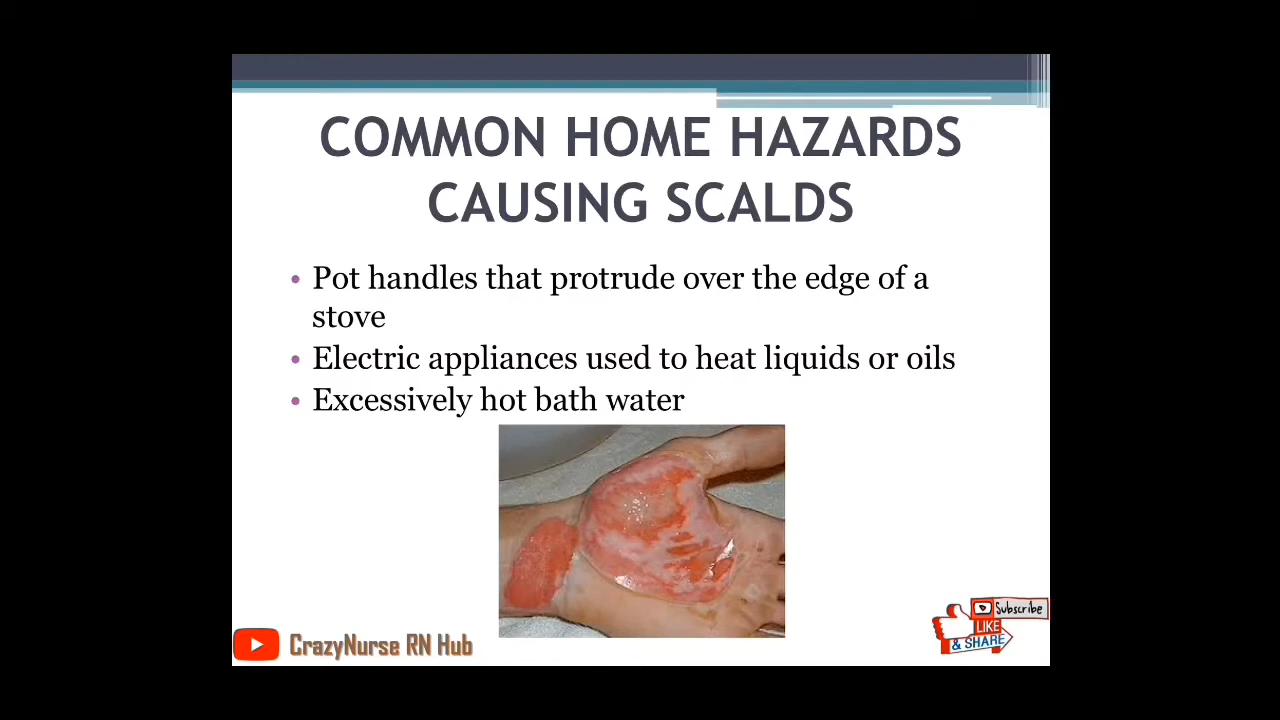 COMMON HOME HAZARDS
CAUSING SCALDS
• Pot handles that protrude over the edge of a
stove
• Electric appliances used to heat liquids or oils
• Excessively hot bath water
CrazyNurse RN Hub
Subscribe
LIKE
& SHARE